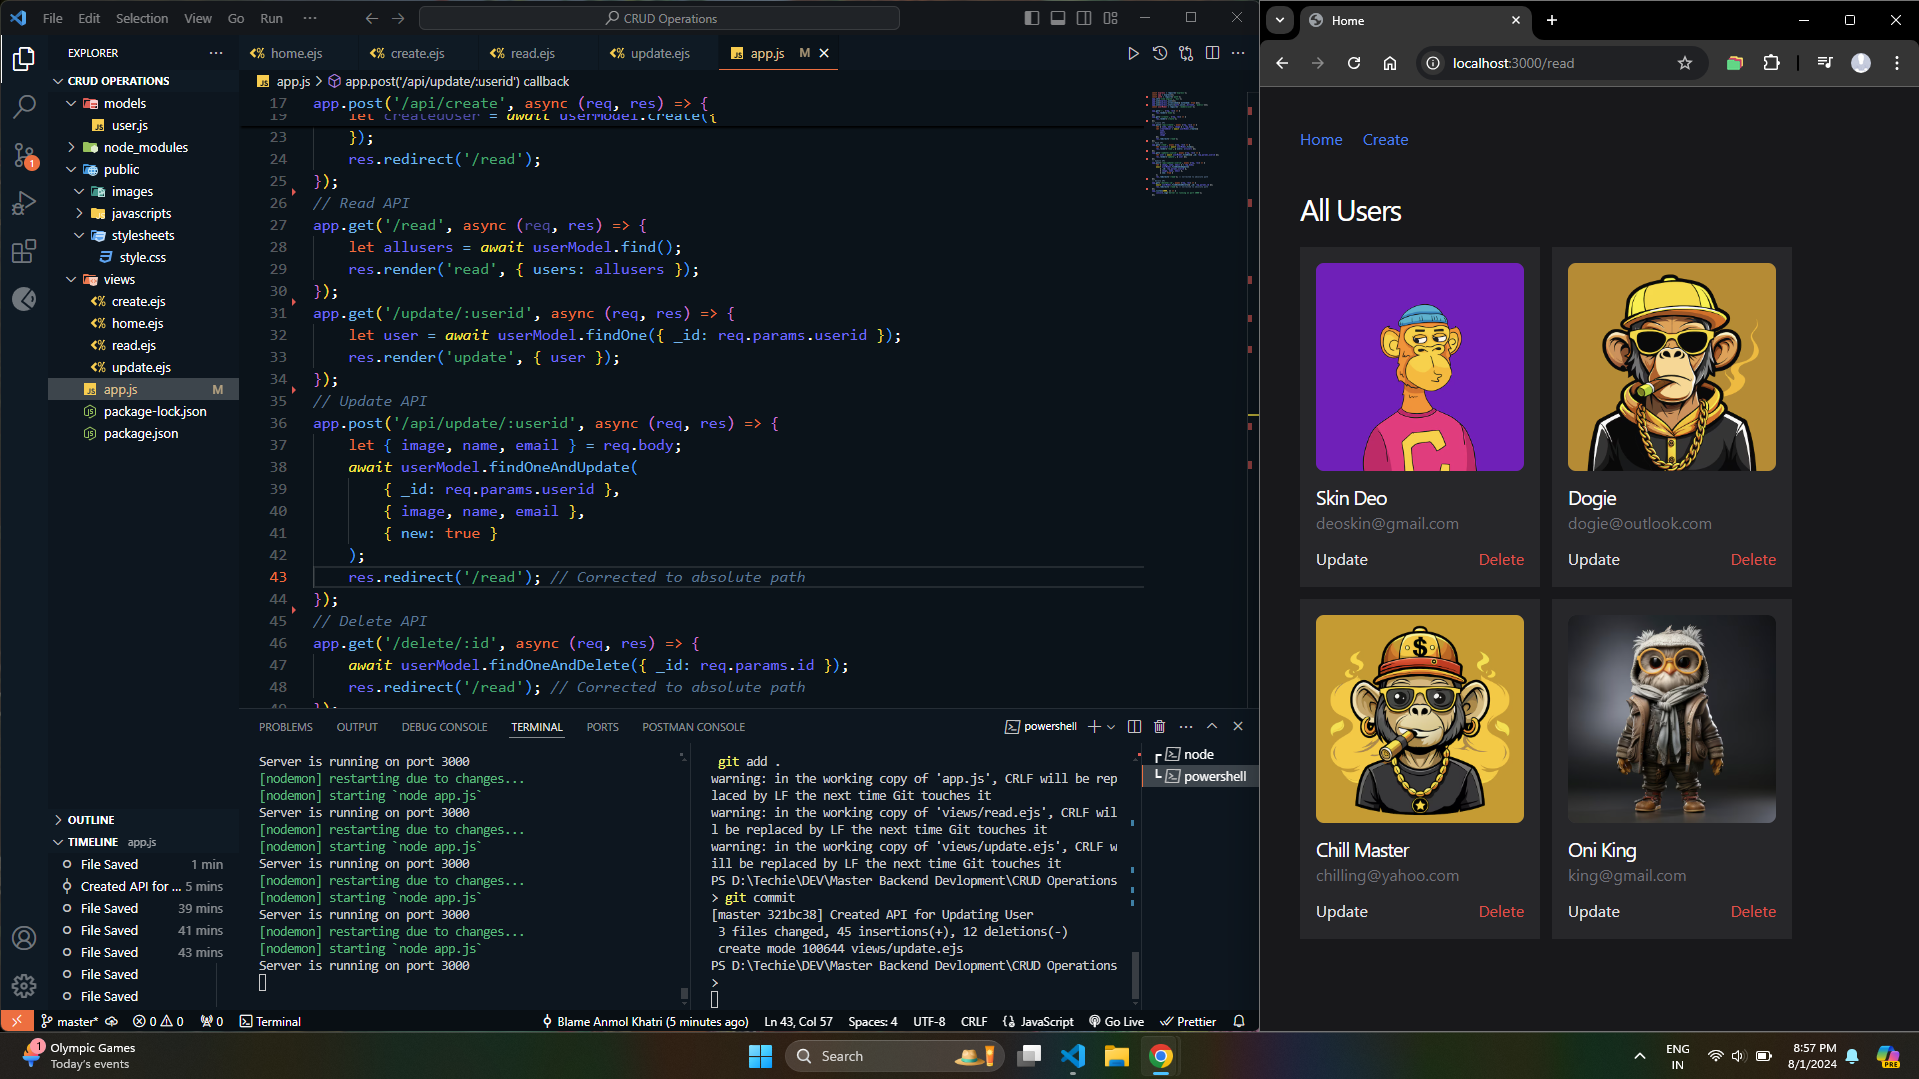 File Edit Selection View Go Run ···
CRUD Operations
EXPLORER
CRUD OPERATIONS
models
user.js
node_modules
public
images
javascripts
stylesheets
style.css
views
create.ejs
home.ejs
read.ejs
update.ejs
app.js M
package-lock.json
package.json
OUTLINE
TIMELINE app.js
File Saved 1 min
Created API for ... 5 mins
File Saved 39 mins
File Saved 41 mins
File Saved 43 mins
File Saved
File Saved
home.ejs create.ejs read.ejs update.ejs app.js M
app.js > app.post('/api/update/:userid') callback
17 app.post('/api/create', async (req, res) => {
19 let createdUser = await userModel.create({
23 });
24 res.redirect('/read');
25 });
26 // Read API
27 app.get('/read', async (req, res) => {
28 let allusers = await userModel.find();
29 res.render('read', { users: allusers });
30 });
31 app.get('/update/:userid', async (req, res) => {
32 let user = await userModel.findOne({ _id: req.params.userid });
33 res.render('update', { user });
34 });
35 // Update API
36 app.post('/api/update/:userid', async (req, res) => {
37 let { image, name, email } = req.body;
38 await userModel.findOneAndUpdate(
39 { _id: req.params.userid },
40 { image, name, email },
41 { new: true }
42 );
43 res.redirect('/read'); // Corrected to absolute path
44 });
45 // Delete API
46 app.get('/delete/:id', async (req, res) => {
47 await userModel.findOneAndDelete({ _id: req.params.id });
48 res.redirect('/read'); // Corrected to absolute path
PROBLEMS OUTPUT DEBUG CONSOLE TERMINAL PORTS POSTMAN CONSOLE
powershell
Server is running on port 3000
[nodemon] restarting due to changes...
[nodemon] starting `node app.js`
Server is running on port 3000
[nodemon] restarting due to changes...
[nodemon] starting `node app.js`
Server is running on port 3000
[nodemon] restarting due to changes...
[nodemon] starting `node app.js`
Server is running on port 3000
[nodemon] restarting due to changes...
[nodemon] starting `node app.js`
Server is running on port 3000
git add .
warning: in the working copy of 'app.js', CRLF will be rep
laced by LF the next time Git touches it
warning: in the working copy of 'views/read.ejs', CRLF wil
l be replaced by LF the next time Git touches it
warning: in the working copy of 'views/update.ejs', CRLF w
ill be replaced by LF the next time Git touches it
PS D:\Techie\DEV\Master Backend Devlopment\CRUD Operations
> git commit
[master 321bc38] Created API for Updating User
3 files changed, 45 insertions(+), 12 deletions(-)
create mode 100644 views/update.ejs
PS D:\Techie\DEV\Master Backend Devlopment\CRUD Operations
>
node
powershell
master* 0 0 0 Terminal
Blame Anmol Khatri (5 minutes ago) Ln 43, Col 57 Spaces: 4 UTF-8 CRLF JavaScript Go Live Prettier
Home
localhost:3000/read
Home Create
All Users
Skin Deo
deoskin@gmail.com
Update Delete
Dogie
dogie@outlook.com
Update Delete
Chill Master
chilling@yahoo.com
Update Delete
Oni King
king@gmail.com
Update Delete
C
$
1
1
Olympic Games
Today's events
Search
ENG
IN
8:57 PM
8/1/2024
PRE